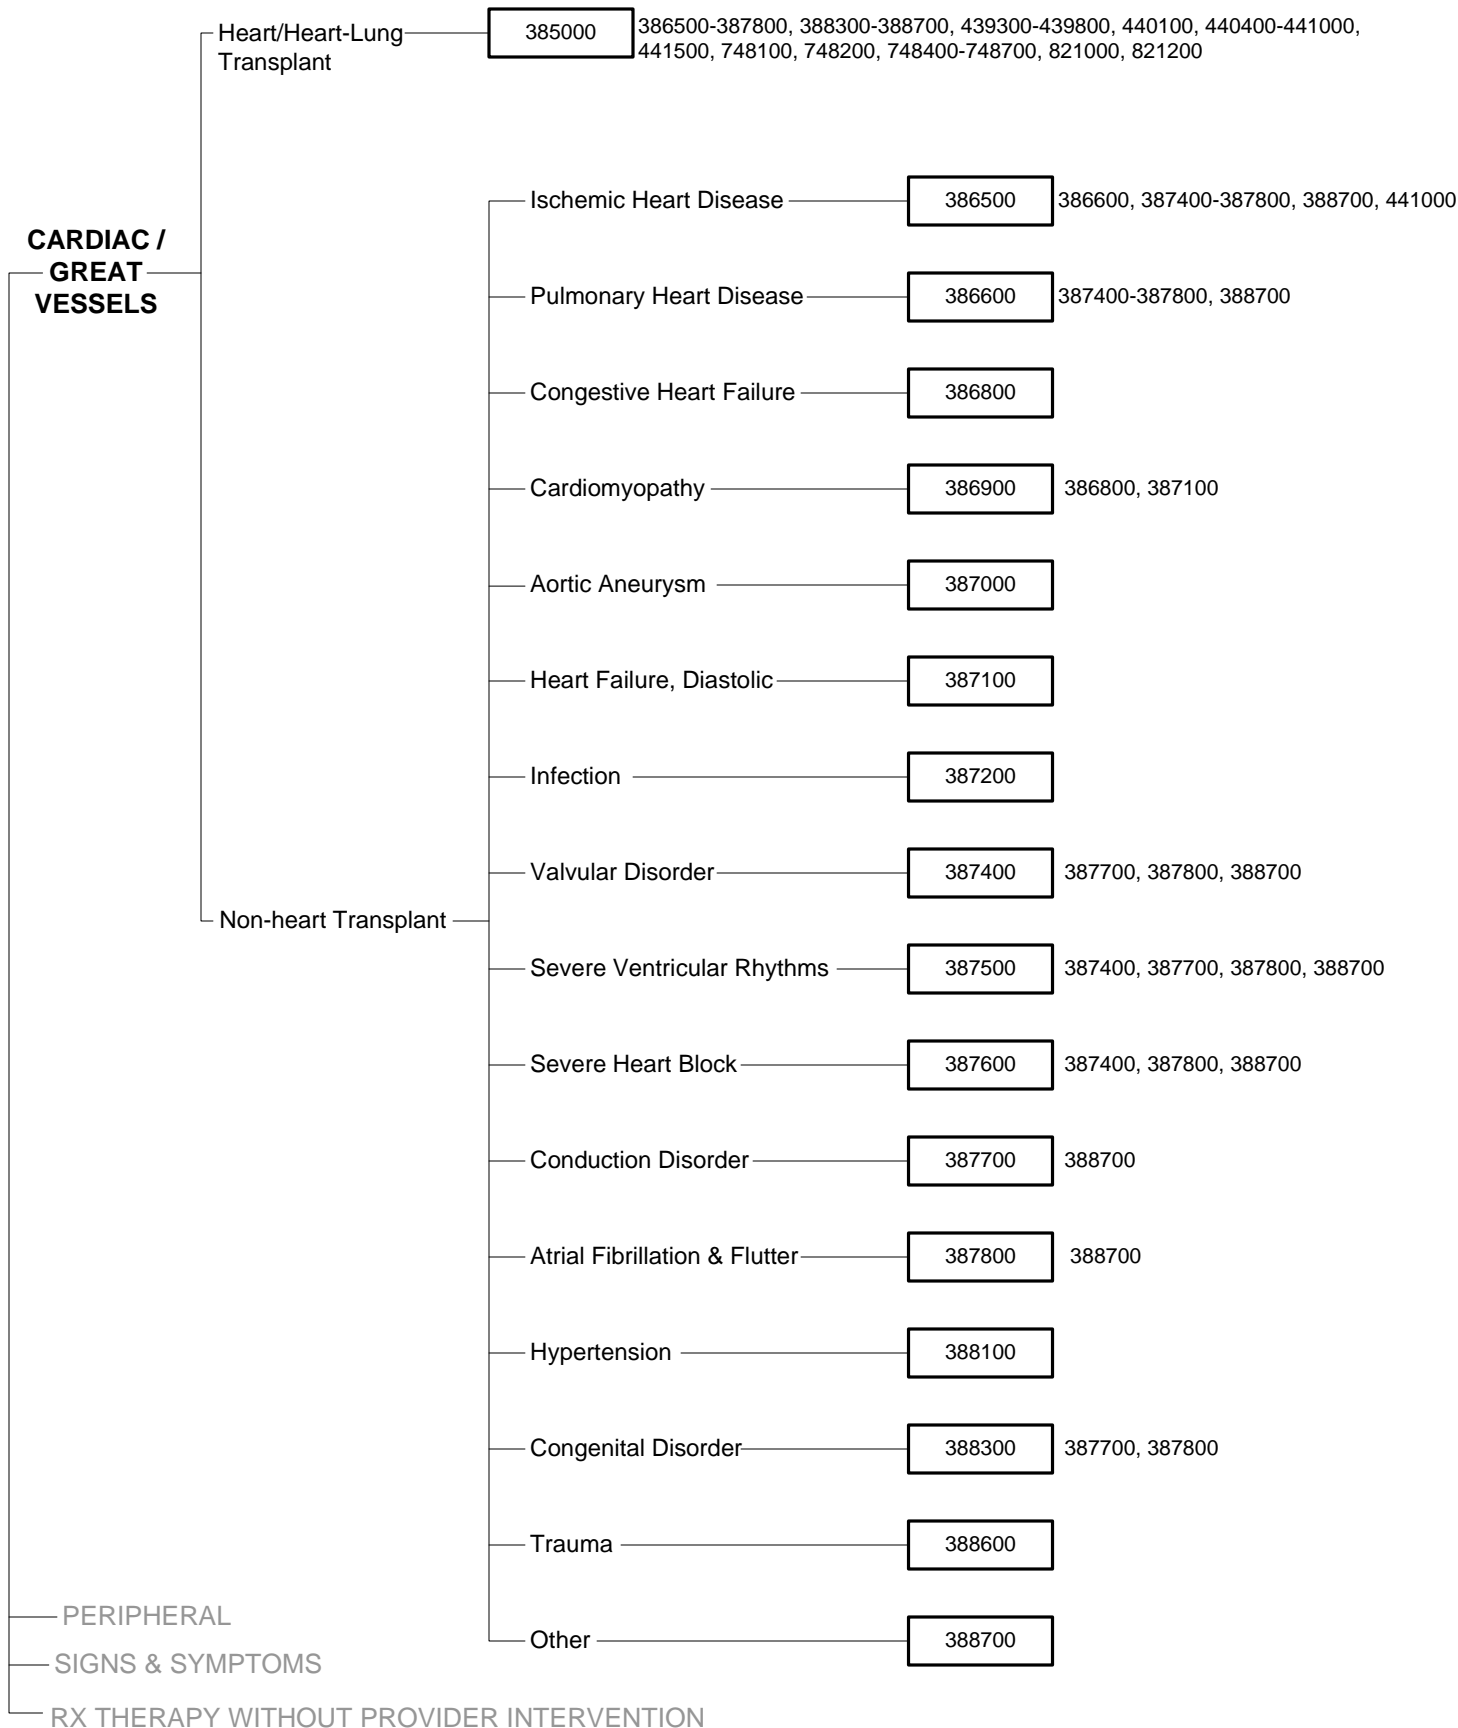 Heart/Heart-Lung
Transplant
385000
386500-387800, 388300-388700, 439300-439800, 440100, 440400-441000,
441500, 748100, 748200, 748400-748700, 821000, 821200
CARDIAC /
GREAT
VESSELS
Non-heart Transplant
Ischemic Heart Disease
386500
386600, 387400-387800, 388700, 441000
Pulmonary Heart Disease
386600
387400-387800, 388700
Congestive Heart Failure
386800
Cardiomyopathy
386900
386800, 387100
Aortic Aneurysm
387000
Heart Failure, Diastolic
387100
Infection
387200
Valvular Disorder
387400
387700, 387800, 388700
Severe Ventricular Rhythms
387500
387400, 387700, 387800, 388700
Severe Heart Block
387600
387400, 387800, 388700
Conduction Disorder
387700
388700
Atrial Fibrillation & Flutter
387800
388700
Hypertension
388100
Congenital Disorder
388300
387700, 387800
Trauma
388600
Other
388700
PERIPHERAL
SIGNS & SYMPTOMS
RX THERAPY WITHOUT PROVIDER INTERVENTION